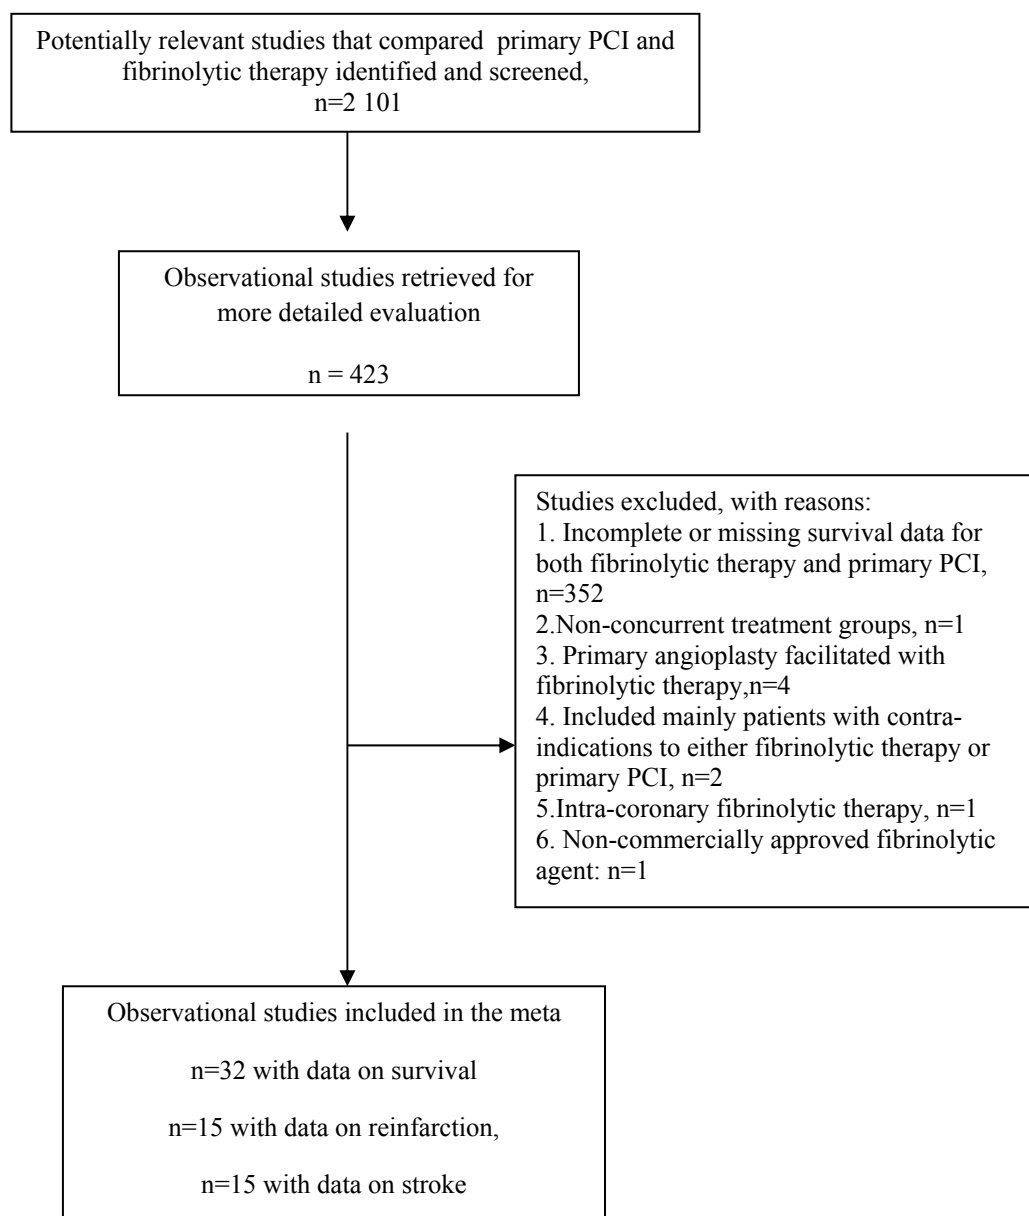 Potentially relevant studies that compared  primary PCI and
fibrinolytic therapy identified and screened,
n=2 101
Observational studies retrieved for
more detailed evaluation
n = 423
Studies excluded, with reasons:
1. Incomplete or missing survival data for
both fibrinolytic therapy and primary PCI,
n=352
2.Non-concurrent treatment groups, n=1
3. Primary angioplasty facilitated with
fibrinolytic therapy,n=4
4. Included mainly patients with contra-
indications to either fibrinolytic therapy or
primary PCI, n=2
5.Intra-coronary fibrinolytic therapy, n=1
6. Non-commercially approved fibrinolytic
agent: n=1
Observational studies included in the meta
n=32 with data on survival
n=15 with data on reinfarction,
n=15 with data on stroke